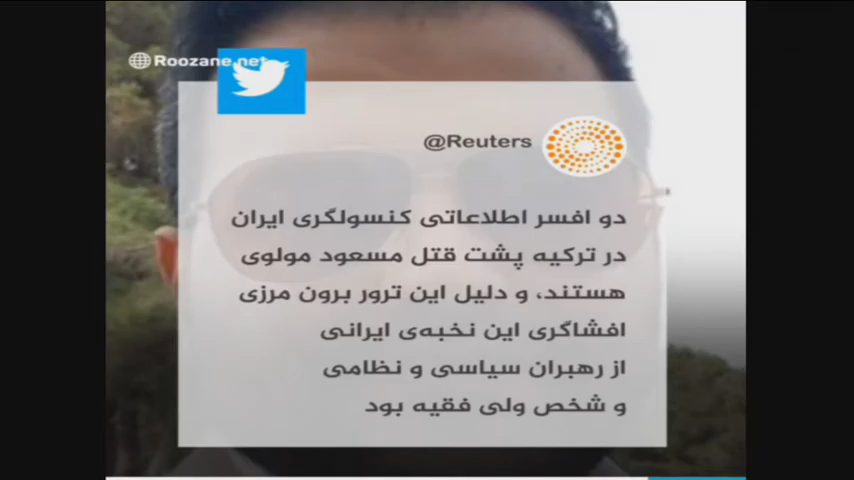 Roozane.net
@Reuters
دو افسر اطلاعاتی کنسولگری ایران
در ترکیه پشت قتل مسعود مولوی
هستند، و دلیل این ترور برون مرزی
افشاگری این نخبه‌ی ایرانی
از رهبران سیاسی و نظامی
و شخص ولی فقیه بود